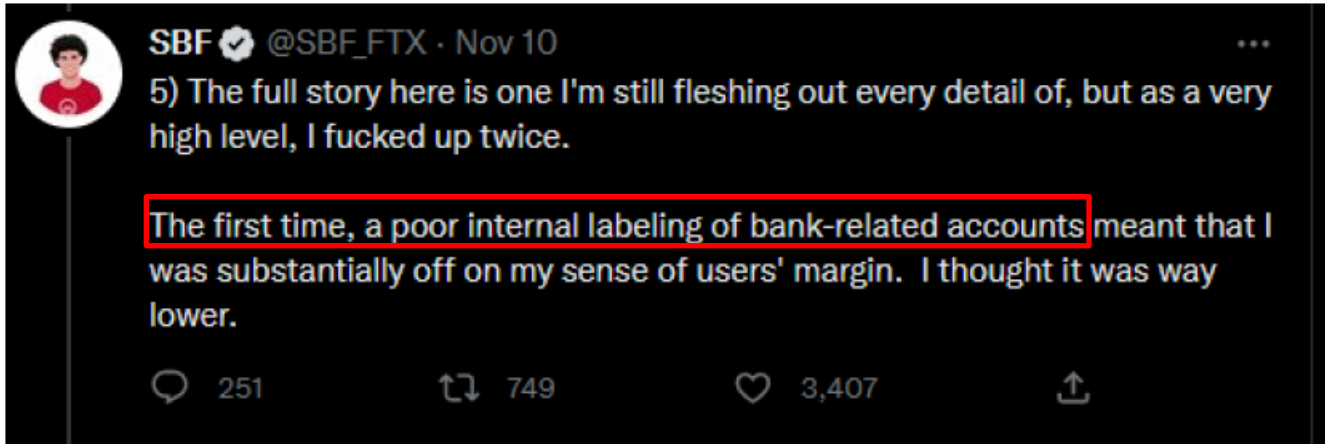 SBF @SBF_FTX · Nov 10
5) The full story here is one I'm still fleshing out every detail of, but as a very
high level, I fucked up twice.
The first time, a poor internal labeling of bank-related accounts meant that I
was substantially off on my sense of users' margin.  I thought it was way
lower.
251 749 3,407